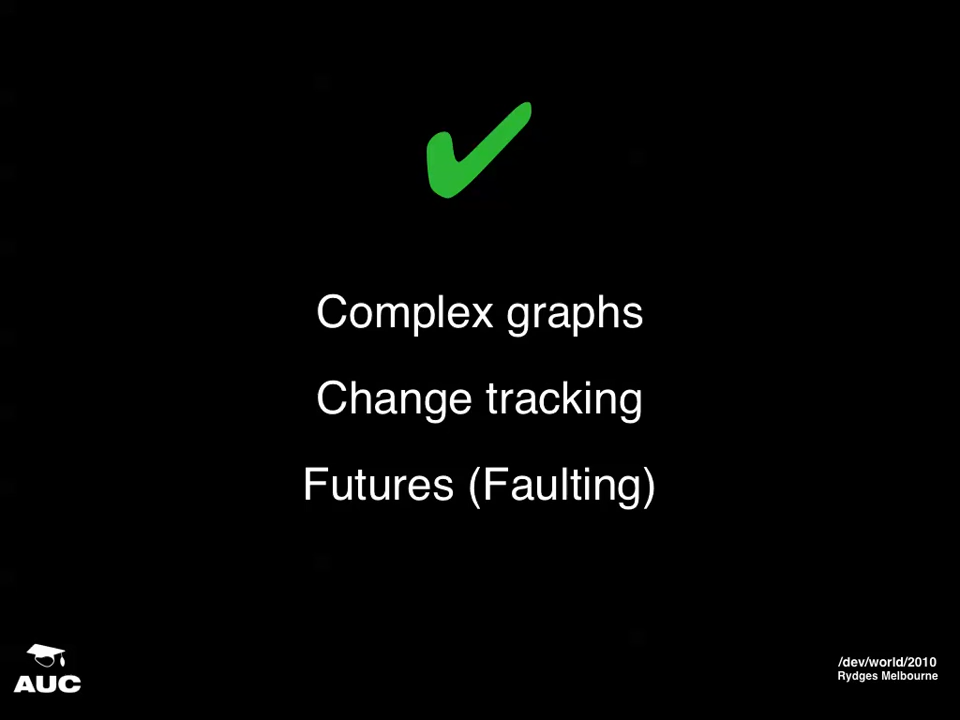 Complex graphs
Change tracking
Futures (Faulting)
AUC
/dev/world/2010
Rydges Melbourne